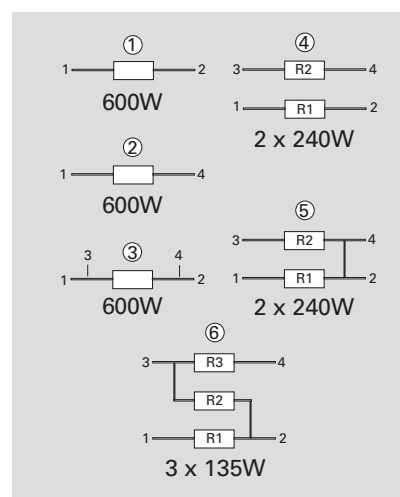 ①
1 2
600W
②
1 4
600W
③
3 4
1 2
600W
④
3 R2 4
1 R1 2
2 x 240W
⑤
3 R2 4
1 R1 2
2 x 240W
⑥
3 R3 4
R2
1 R1 2
3 x 135W